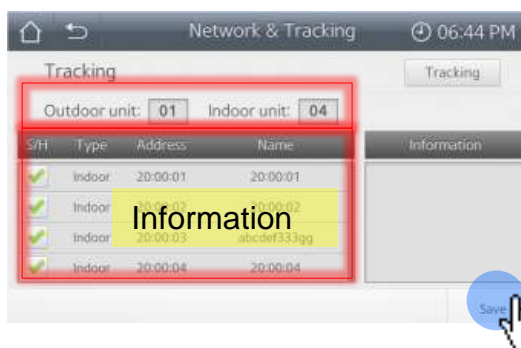 Network & Tracking 06:44 PM
Tracking Tracking
Outdoor unit: 01 Indoor unit: 04
S/H Type Address Name Information
Indoor 20:00:01 20:00:01
Indoor 20:00:02 20:00:02
Information
Indoor 20:00:03 abcdef333gg
Indoor 20:00:04 20:00:04
Save